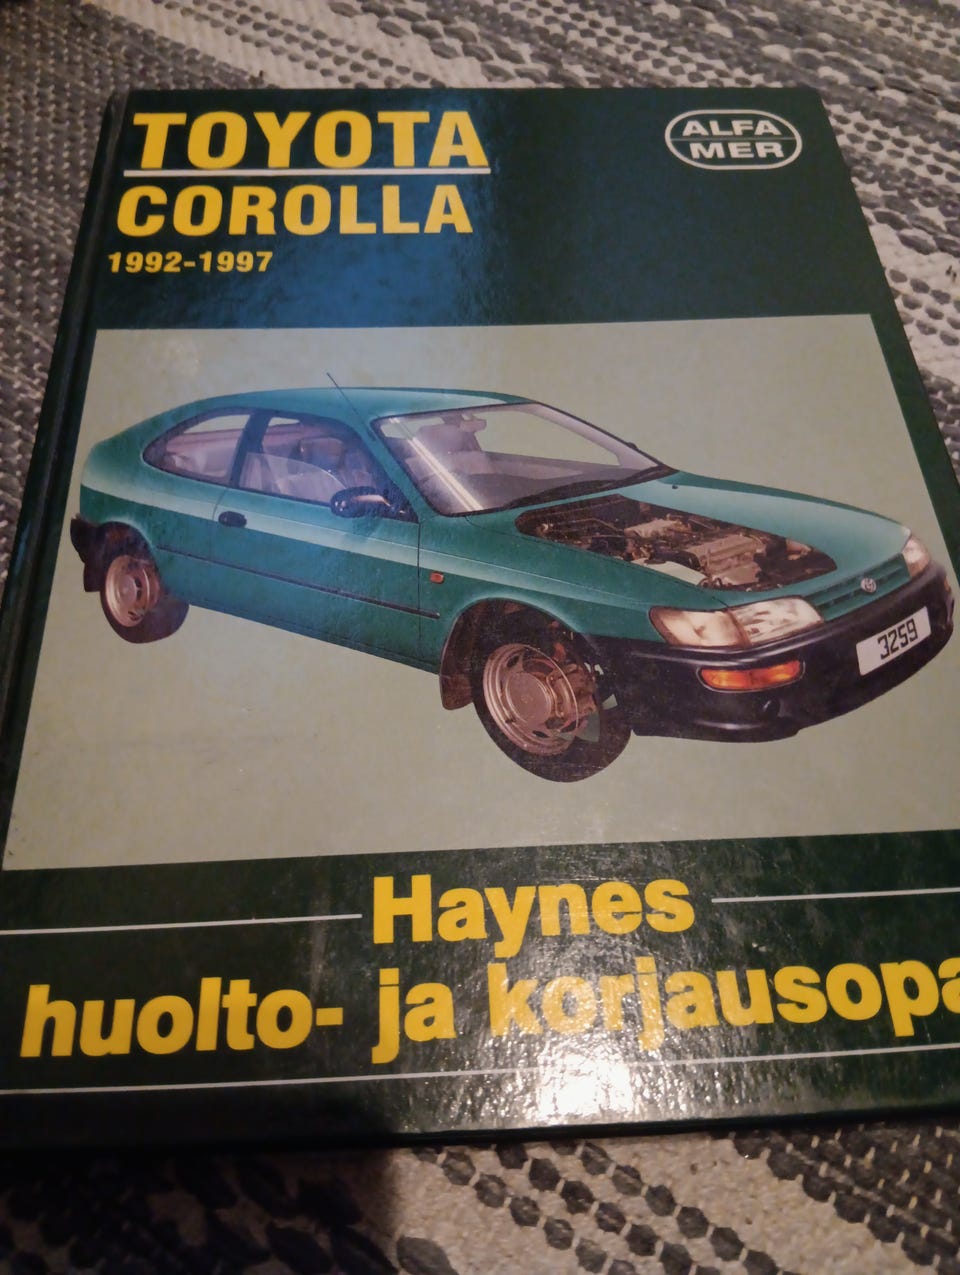 TOYOTA
COROLLA
1992-1997
ALFA
MER
3259
Haynes
huolto- ja korjausopa